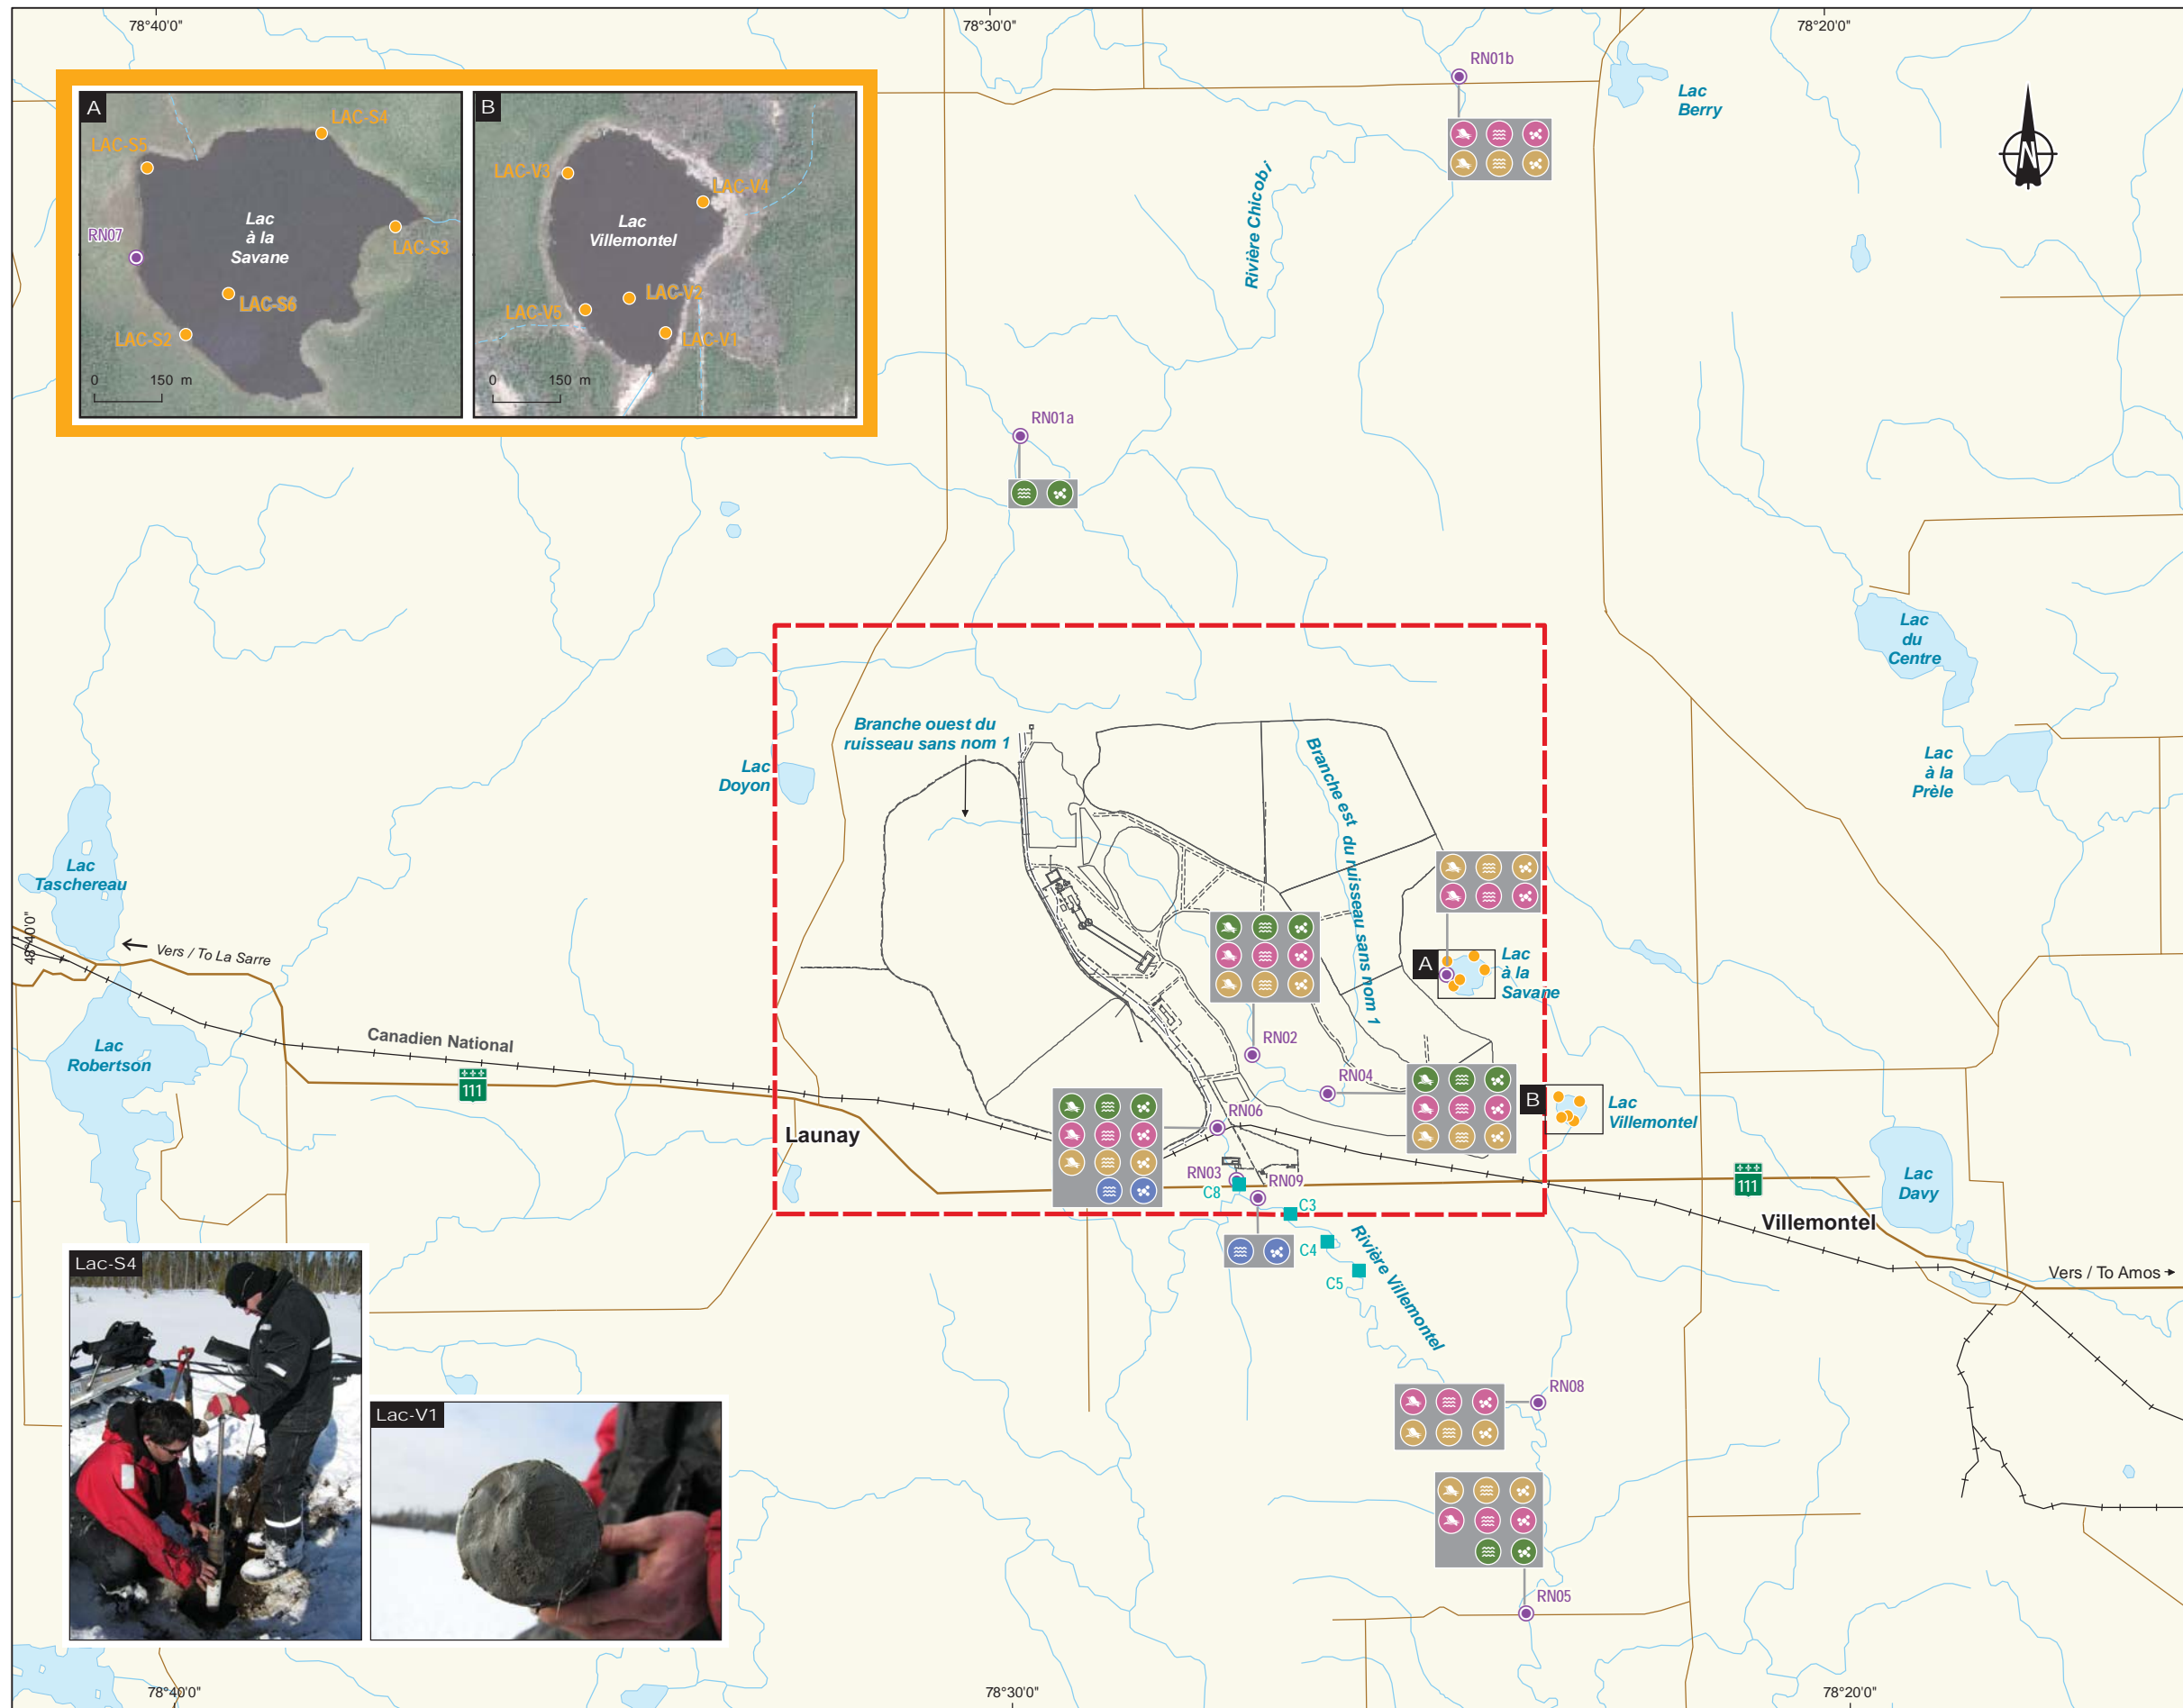 78°40'0"
78°30'0"
78°20'0"
RN01b
Lac
Berry
N
A
LAC-S4
LAC-S5
Lac
à la
Savane
RN07
LAC-S3
LAC-S6
LAC-S2
0 150 m
B
LAC-V3
LAC-V4
Lac
Villemontel
LAC-V2
LAC-V5
LAC-V1
0 150 m
Rivière Chicobi
RN01a
Lac
du
Centre
Branche ouest du
ruisseau sans nom 1
Branche est du ruisseau sans nom 1
Lac
Doyon
Lac
à la
Prèle
Lac
Taschereau
48°40'0"
Vers / To La Sarre
A
Lac
à la
Savane
Lac
Robertson
Canadien National
111
RN02
RN04
RN06
B
Lac
Villemontel
Launay
RN03
RN09
C8
C3
111
Lac
Davy
Villemontel
C4
C5
Rivière Villemontel
Vers / To Amos
Lac-S4
Lac-V1
RN08
RN05
78°40'0"
78°30'0"
78°20'0"